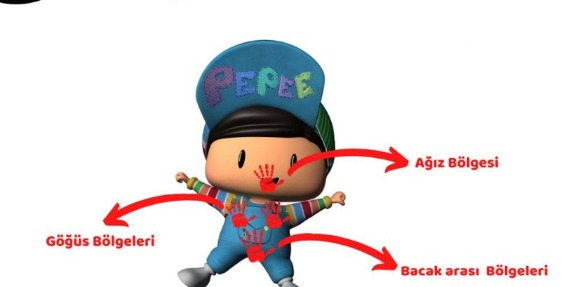 PEPEE
Ağız Bölgesi
Göğüs Bölgeleri
Bacak arası Bölgeleri